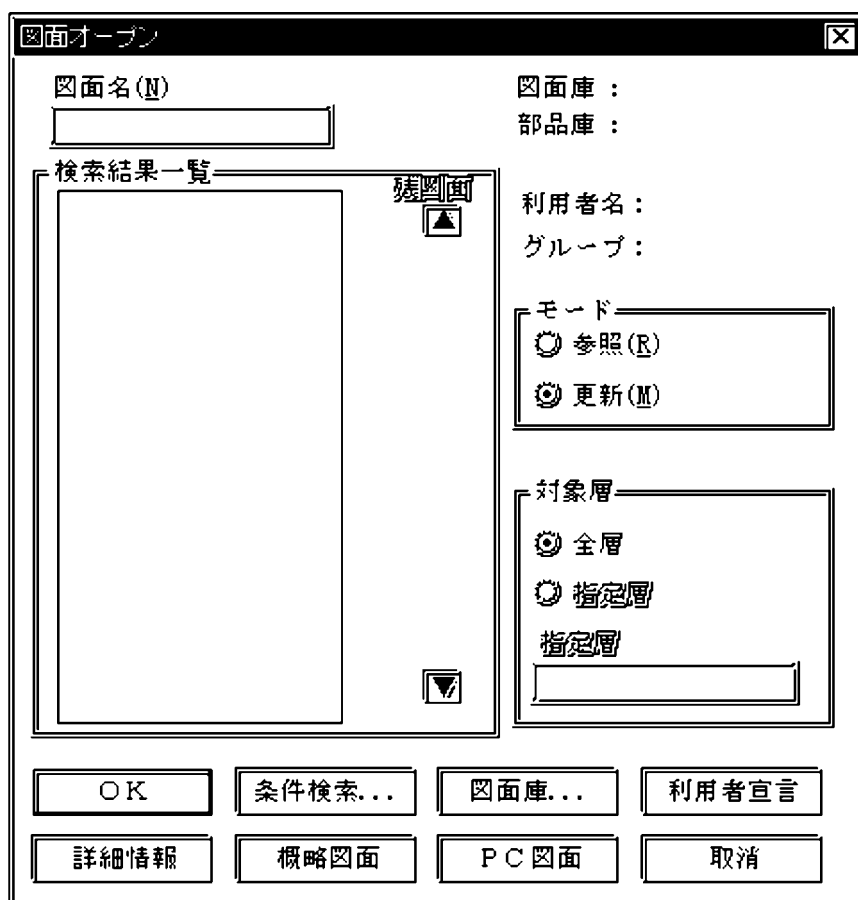 図面オープン
図面名(N)
図面庫：
部品庫：
検索結果一覧
残図面
利用者名：
グループ：
モード
参照(R)
更新(M)
対象層
全層
指定層
指定層
OK
条件検索...
図面庫...
利用者宣言
詳細情報
概略図面
PC図面
取消